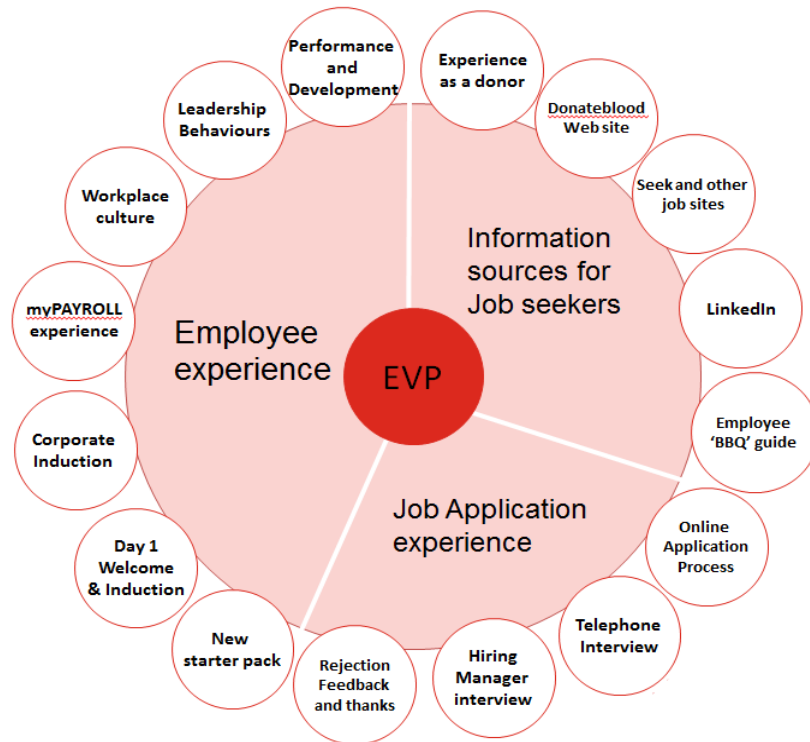 Performance
and
Development
Experience
as a donor
Donateblood
Web site
Seek and other
job sites
LinkedIn
Employee
‘BBQ’ guide
Online
Application
Process
Telephone
Interview
Hiring
Manager
interview
Rejection
Feedback
and thanks
New
starter pack
Day 1
Welcome
& Induction
Corporate
Induction
myPAYROLL
experience
Workplace
culture
Leadership
Behaviours
Information
sources for
Job seekers
Employee
experience
EVP
Job Application
experience